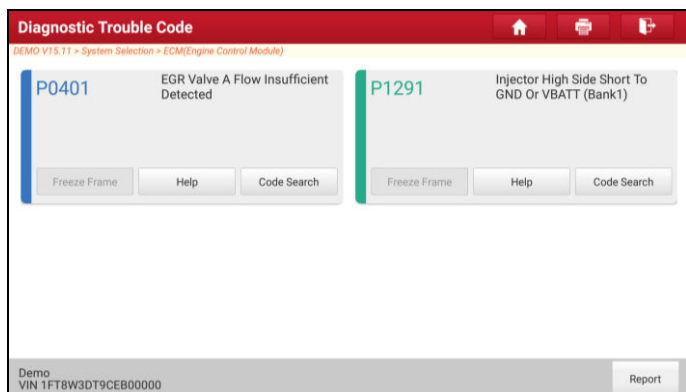 Diagnostic Trouble Code
DEMO V15.11 > System Selection > ECM(Engine Control Module)
P0401
EGR Valve A Flow Insufficient
Detected
Freeze Frame
Help
Code Search
P1291
Injector High Side Short To
GND Or VBATT (Bank1)
Freeze Frame
Help
Code Search
Demo
VIN 1FT8W3DT9CEB00000
Report